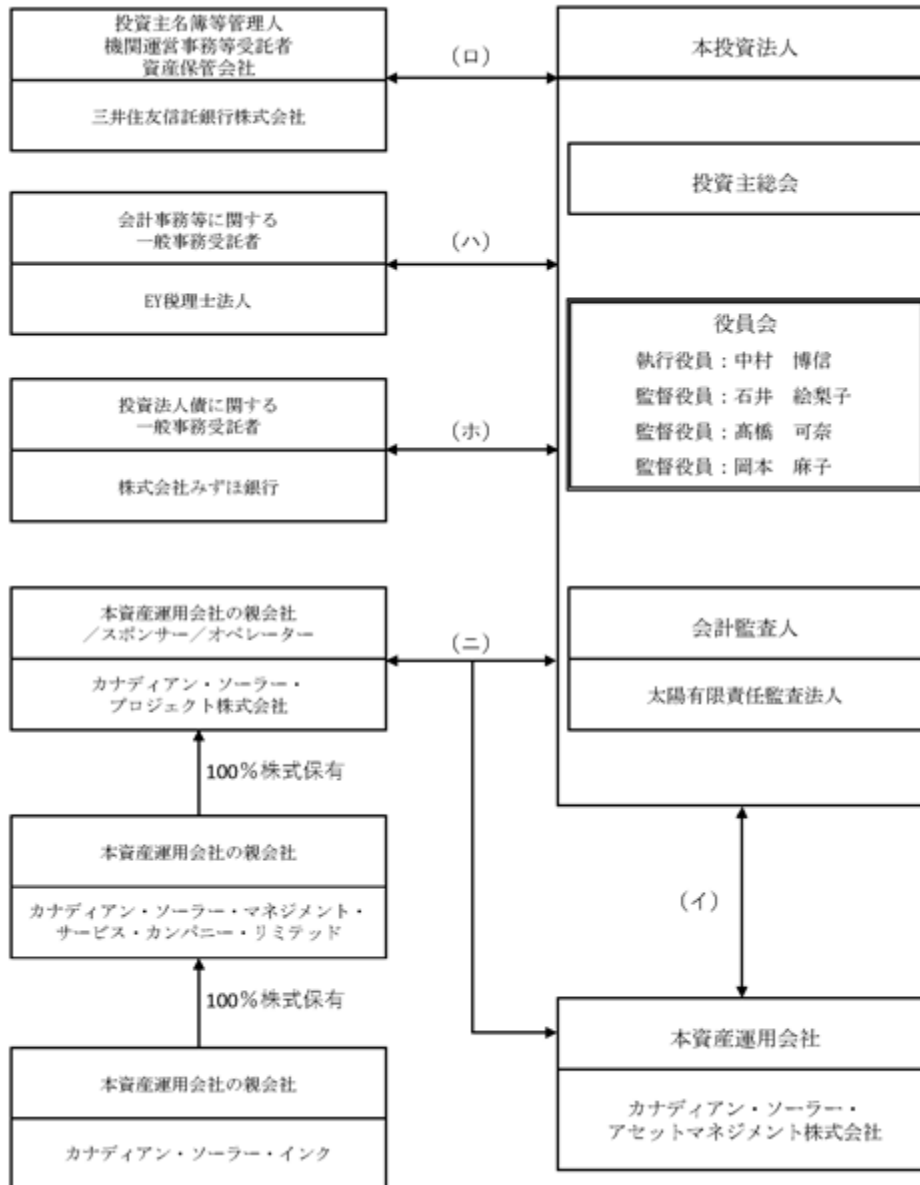 投資主名簿等管理人
機関運営事務等受託者
資産保管会社
三井住友信託銀行株式会社
(ロ)
本投資法人
投資主総会
会計事務等に関する
一般事務受託者
EY税理士法人
(ハ)
役員会
執行役員：中村 博信
監督役員：石井 絵梨子
監督役員：髙橋 可奈
監督役員：岡本 麻子
投資法人債に関する
一般事務受託者
株式会社みずほ銀行
(ホ)
本資産運用会社の親会社
／スポンサー／オペレーター
カナディアン・ソーラー・
プロジェクト株式会社
(ニ)
会計監査人
太陽有限責任監査法人
100％株式保有
本資産運用会社の親会社
カナディアン・ソーラー・マネジメント・
サービス・カンパニー・リミテッド
(イ)
100％株式保有
本資産運用会社の親会社
カナディアン・ソーラー・インク
本資産運用会社
カナディアン・ソーラー・
アセットマネジメント株式会社